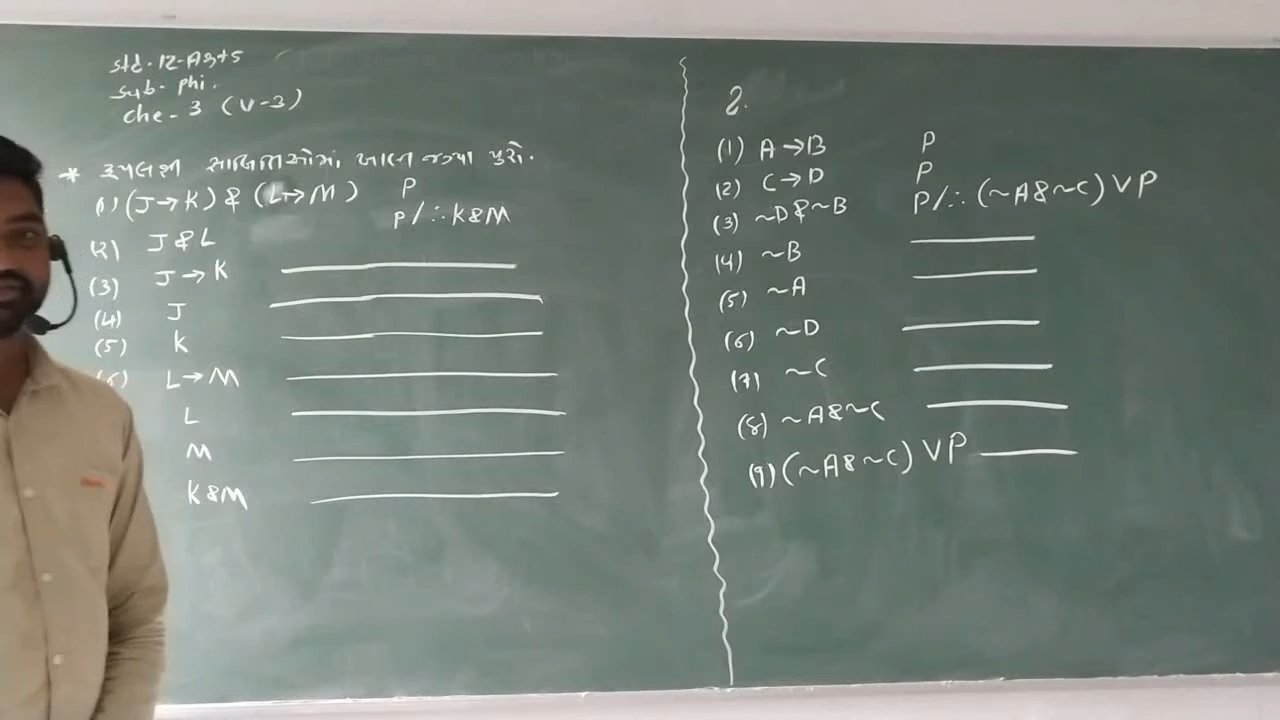 std. 12-Arts
sub- phi.
che - 3 (V-3)
* સાબિતીઓમાં ખાલી જગ્યા પુરો.
(1) (J→K) & (L→M) P
(2) J & L P/∴ K&M
(3) J → K
(4) J
(5) K
(6) L→M
L
M
K&M
2.
(1) A→B P
(2) C→D P
(3) ~D&~B P/∴ (~A&~C) V P
(4) ~B
(5) ~A
(6) ~D
(7) ~C
(8) ~A&~C
(9) (~A&~C) V P